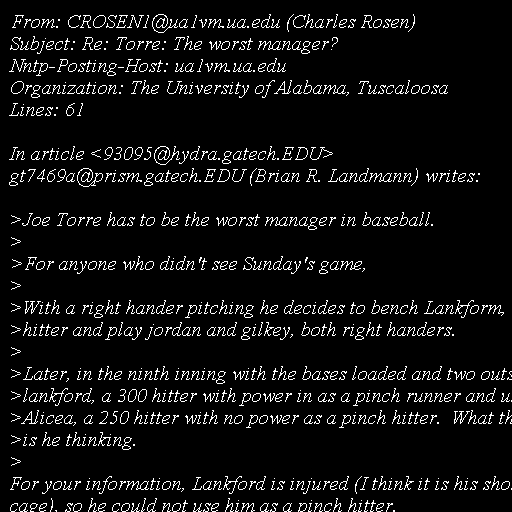 From: CROSEN1@ua1vm.ua.edu (Charles Rosen)
Subject: Re: Torre: The worst manager?
Nntp-Posting-Host: ua1vm.ua.edu
Organization: The University of Alabama, Tuscaloosa
Lines: 61

In article <93095@hydra.gatech.EDU>
gt7469a@prism.gatech.EDU (Brian R. Landmann) writes:

>Joe Torre has to be the worst manager in baseball.
>
>For anyone who didn't see Sunday's game,
>
>With a right hander pitching he decides to bench Lankform,
>hitter and play jordan and gilkey, both right handers.
>
>Later, in the ninth inning with the bases loaded and two outs
>lankford, a 300 hitter with power in as a pinch runner and u
>Alicea, a 250 hitter with no power as a pinch hitter.  What th
>is he thinking.
>
For your information, Lankford is injured (I think it is his sho
cage), so he could not use him as a pinch hitter.